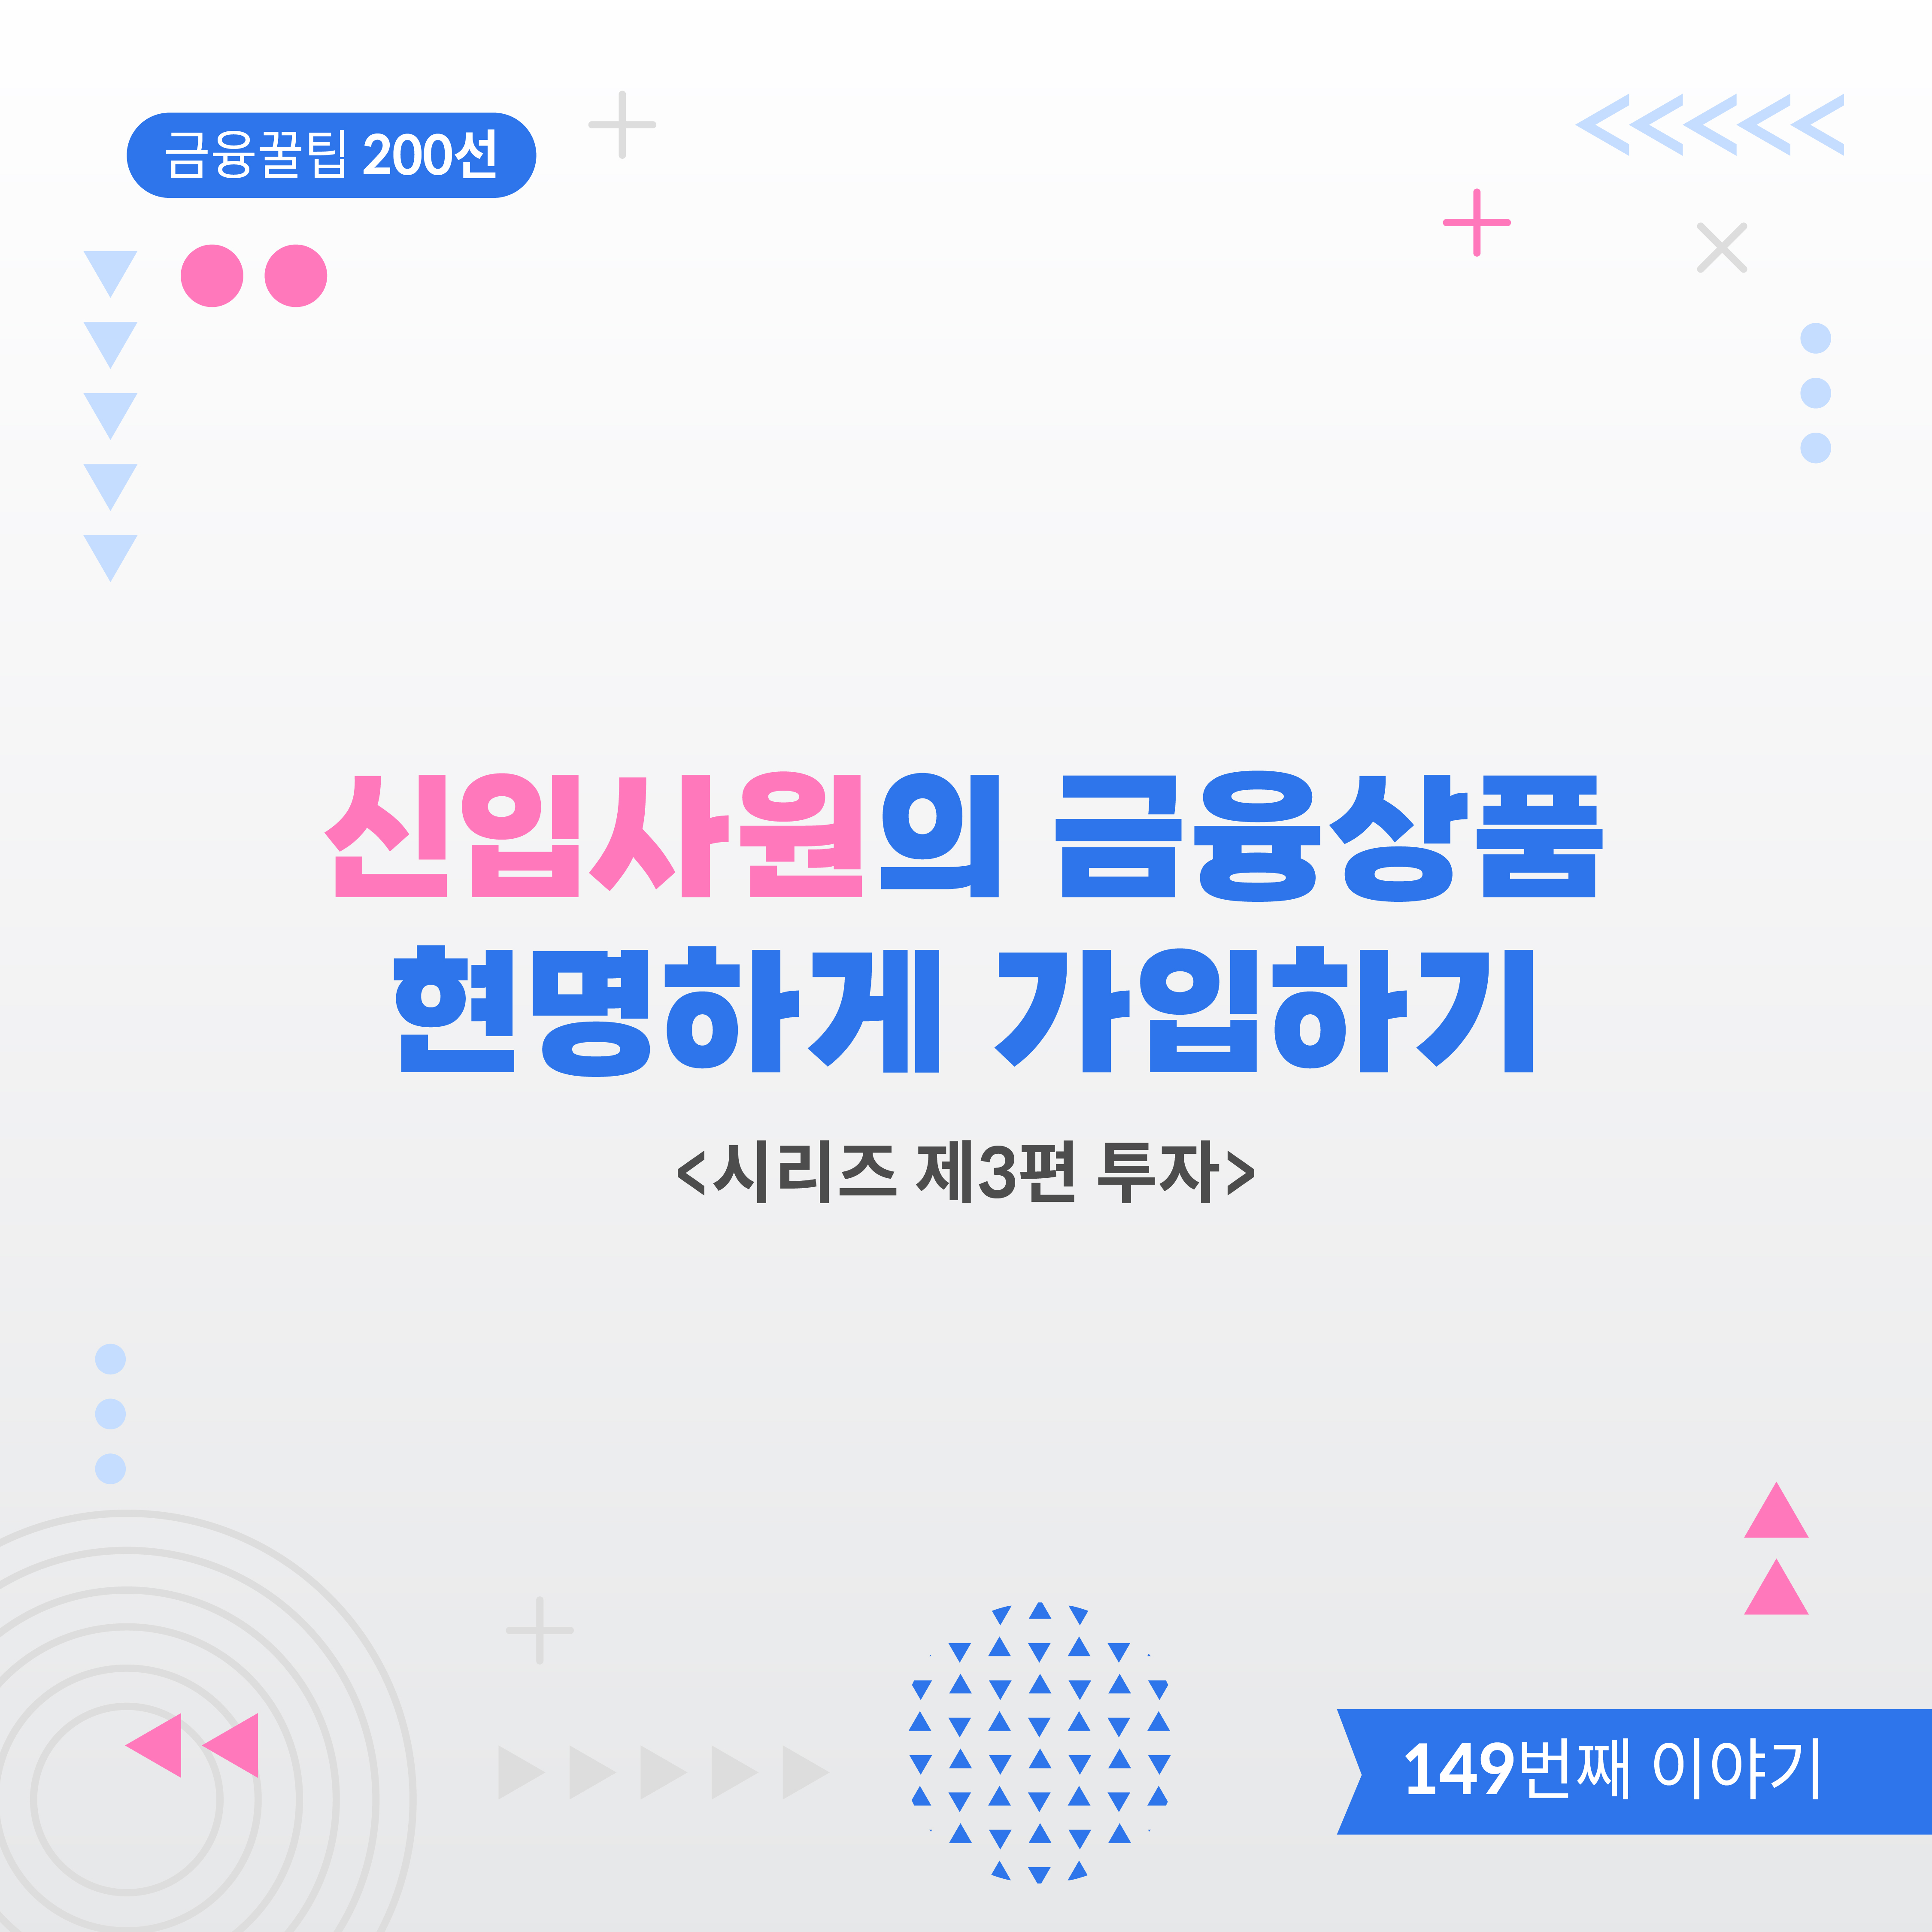 금융꿀팁 200선
신입사원의 금융상품
현명하게 가입하기
<시리즈 제3편 투자>
149번째 이야기